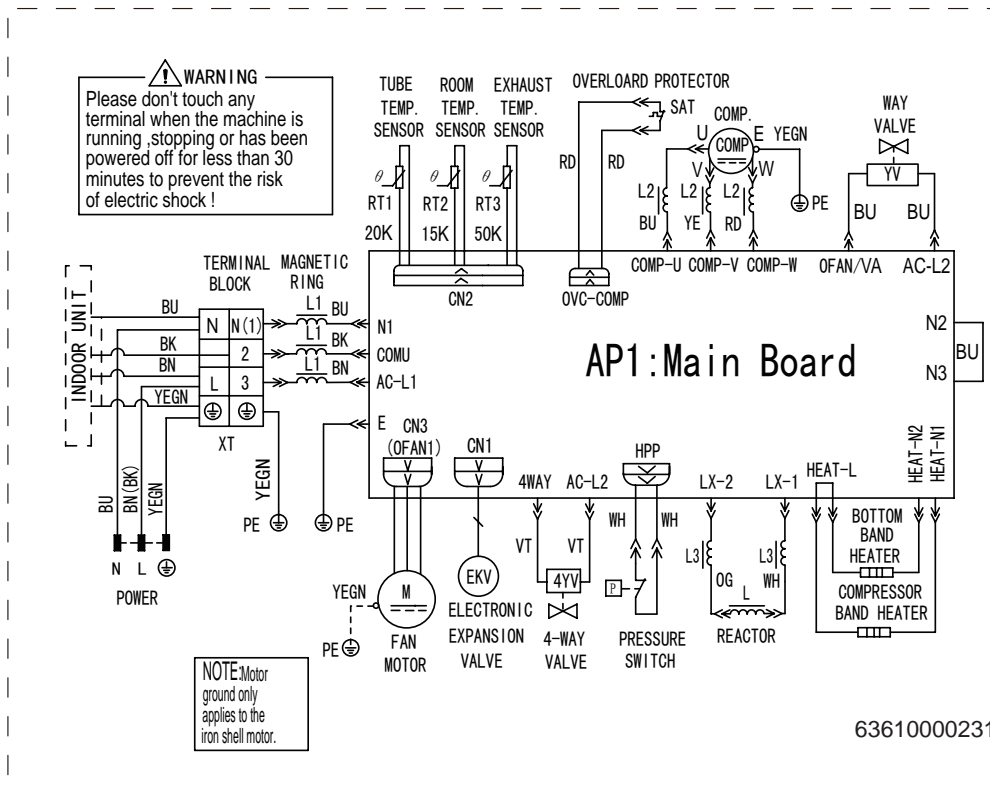 WARNING
Please don't touch any
terminal when the machine is
running ,stopping or has been
powered off for less than 30
minutes to prevent the risk
of electric shock !
TUBE
TEMP.
SENSOR
ROOM
TEMP.
SENSOR
EXHAUST
TEMP.
SENSOR
θ
θ
θ
RT1
RT2
RT3
20K
15K
50K
CN2
OVERLOARD PROTECTOR
SAT
RD
RD
OVC-COMP
COMP.
COMP
U
V
W
E
YEGN
PE
L2
L2
L2
BU
YE
RD
COMP-U
COMP-V
COMP-W
WAY
VALVE
YV
BU
BU
OFAN/VA
AC-L2
INDOOR UNIT
BU
BK
BN
YEGN
TERMINAL
BLOCK
N
N(1)
2
L
3
XT
MAGNETIC
RING
L1
BU
L1
BK
L1
BN
N1
COMU
AC-L1
E
AP1:Main Board
N2
N3
BU
BU
BN(BK)
YEGN
YEGN
PE
PE
N
L
POWER
CN3
(OFAN1)
CN1
4WAY
AC-L2
HPP
LX-2
LX-1
HEAT-L
HEAT-N2
HEAT-N1
YEGN
PE
M
FAN
MOTOR
EKV
ELECTRONIC
EXPANSION
VALVE
VT
VT
4YV
4-WAY
VALVE
WH
WH
P
PRESSURE
SWITCH
L3
L3
OG
WH
L
REACTOR
BOTTOM
BAND
HEATER
COMPRESSOR
BAND HEATER
NOTE:Motor
ground only
applies to the
iron shell motor.
63610000231